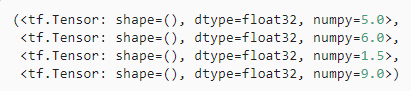 (<tf.Tensor: shape=(), dtype=float32, numpy=5.0>,
 <tf.Tensor: shape=(), dtype=float32, numpy=6.0>,
 <tf.Tensor: shape=(), dtype=float32, numpy=1.5>,
 <tf.Tensor: shape=(), dtype=float32, numpy=9.0>)